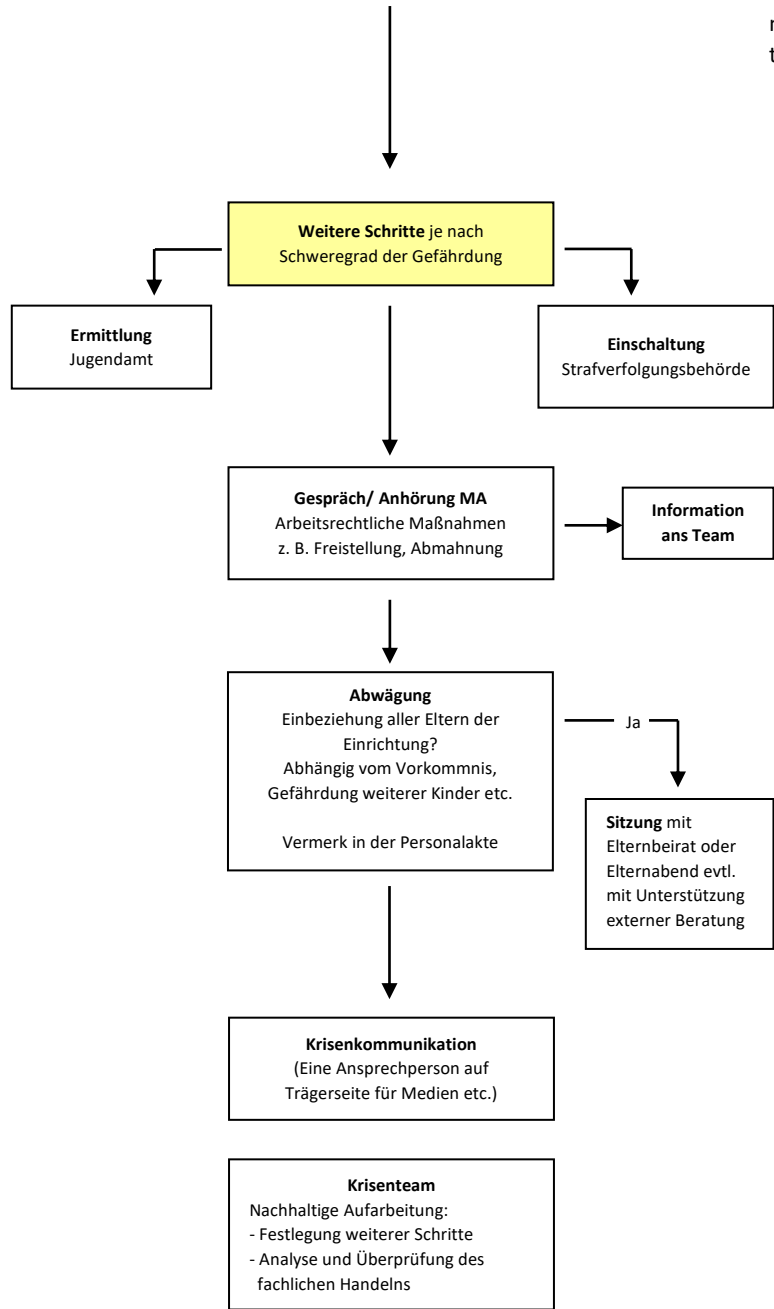 r
t
Weitere Schritte je nach
Schweregrad der Gefährdung
Ermittlung
Jugendamt
Einschaltung
Strafverfolgungsbehörde
Gespräch/ Anhörung MA
Arbeitsrechtliche Maßnahmen
z. B. Freistellung, Abmahnung
Information
ans Team
Abwägung
Einbeziehung aller Eltern der
Einrichtung?
Abhängig vom Vorkommnis,
Gefährdung weiterer Kinder etc.
Vermerk in der Personalakte
Ja
Sitzung mit
Elternbeirat oder
Elternabend evtl.
mit Unterstützung
externer Beratung
Krisenkommunikation
(Eine Ansprechperson auf
Trägerseite für Medien etc.)
Krisenteam
Nachhaltige Aufarbeitung:
- Festlegung weiterer Schritte
- Analyse und Überprüfung des
fachlichen Handelns